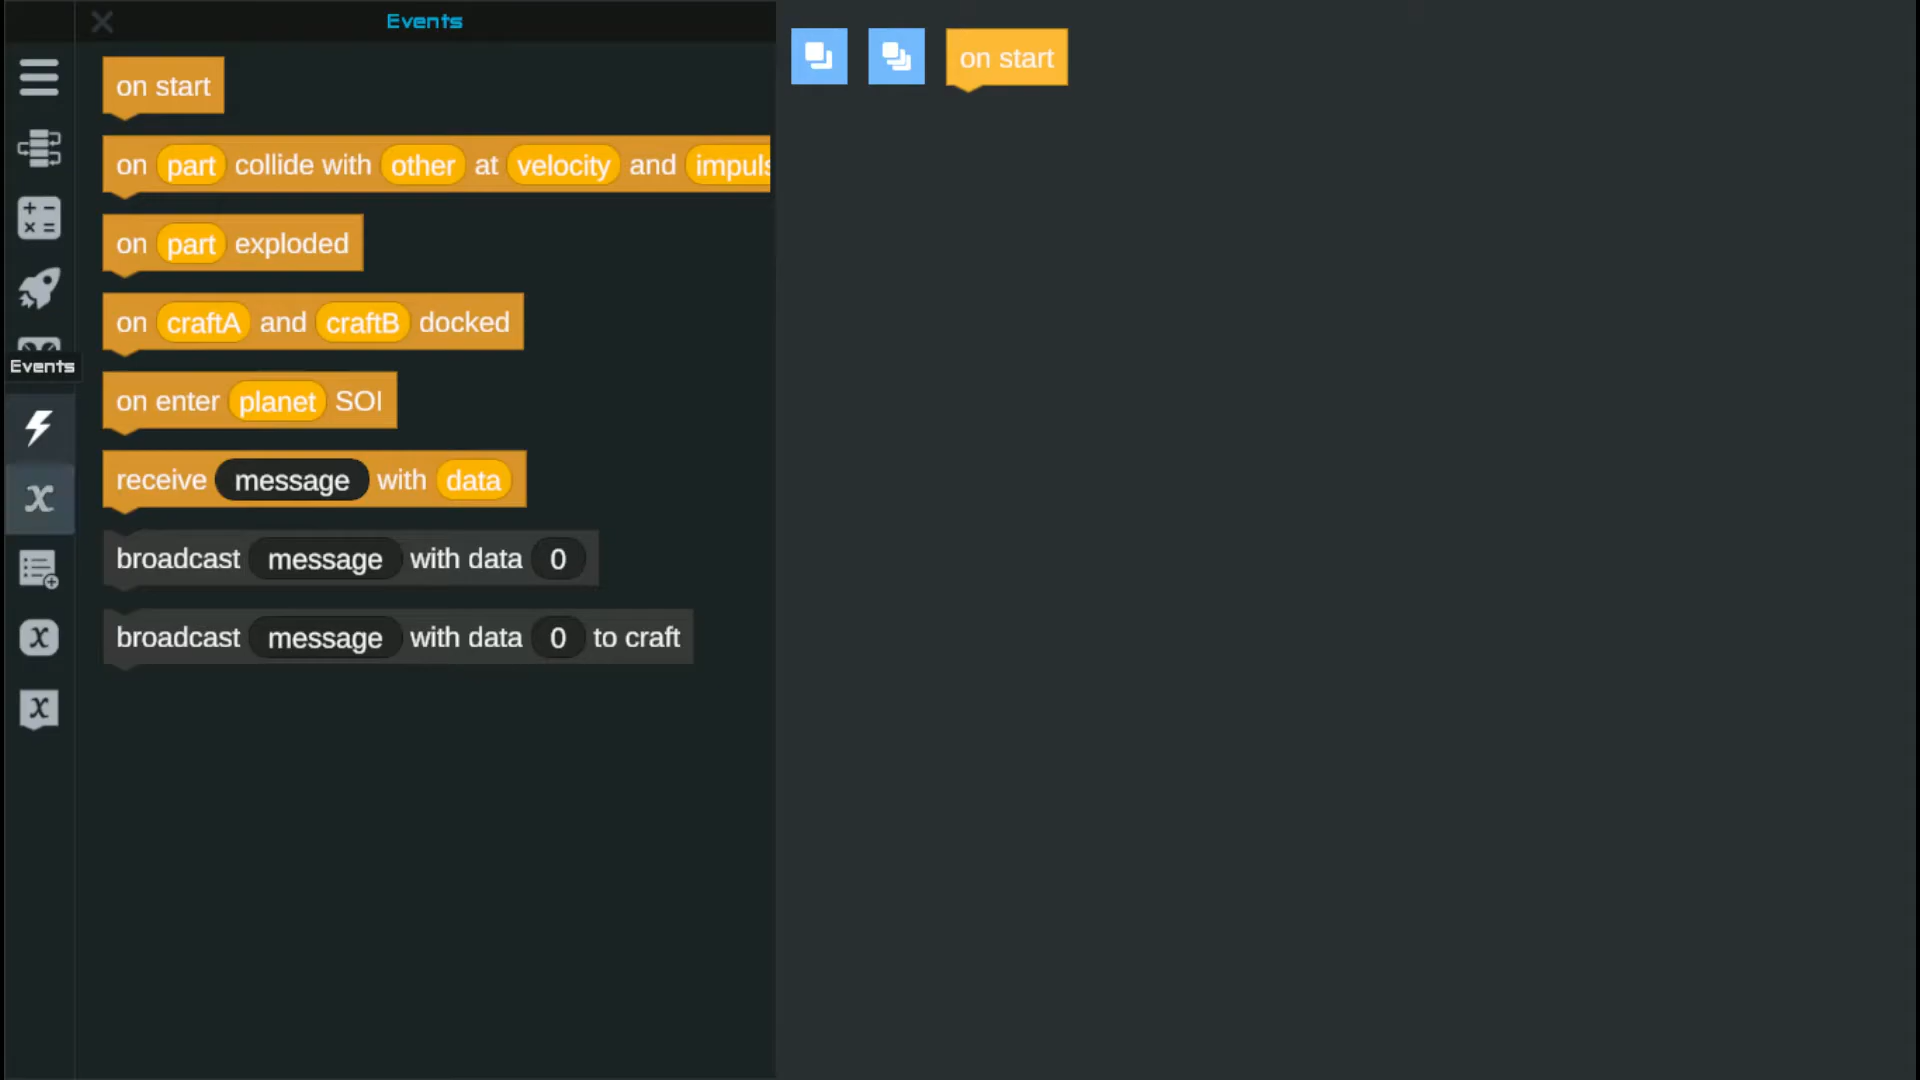 Events
on start
on part collide with other at velocity and impuls
on part exploded
on craftA and craftB docked
on enter planet SOI
receive message with data
broadcast message with data 0
broadcast message with data 0 to craft
Events
on start